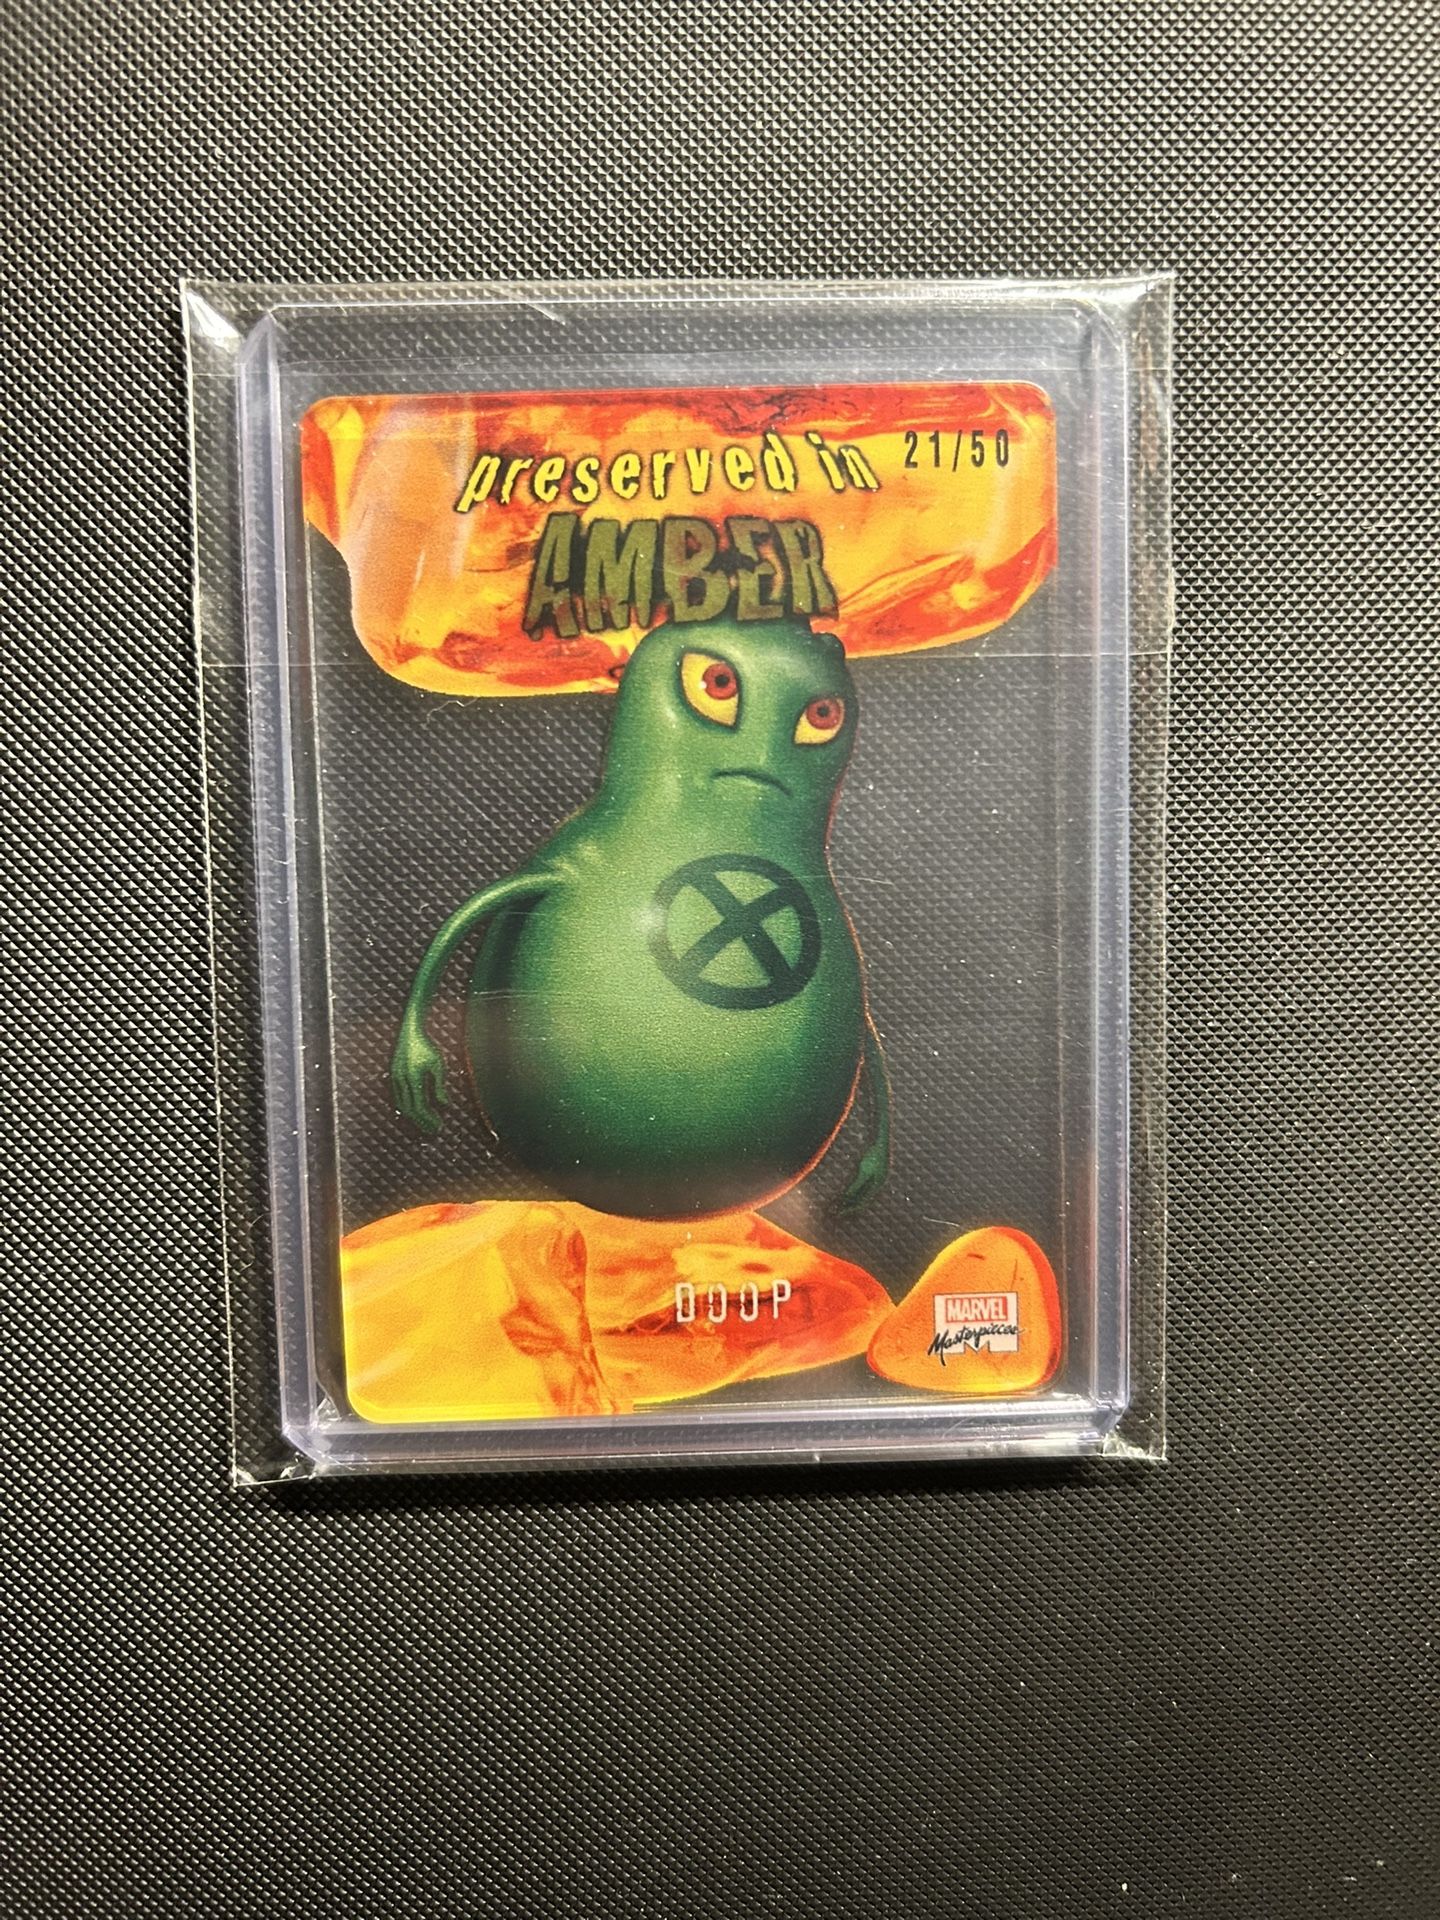 preserved in 21/50
AMBER
DOOP
MARVEL
Masterpieces